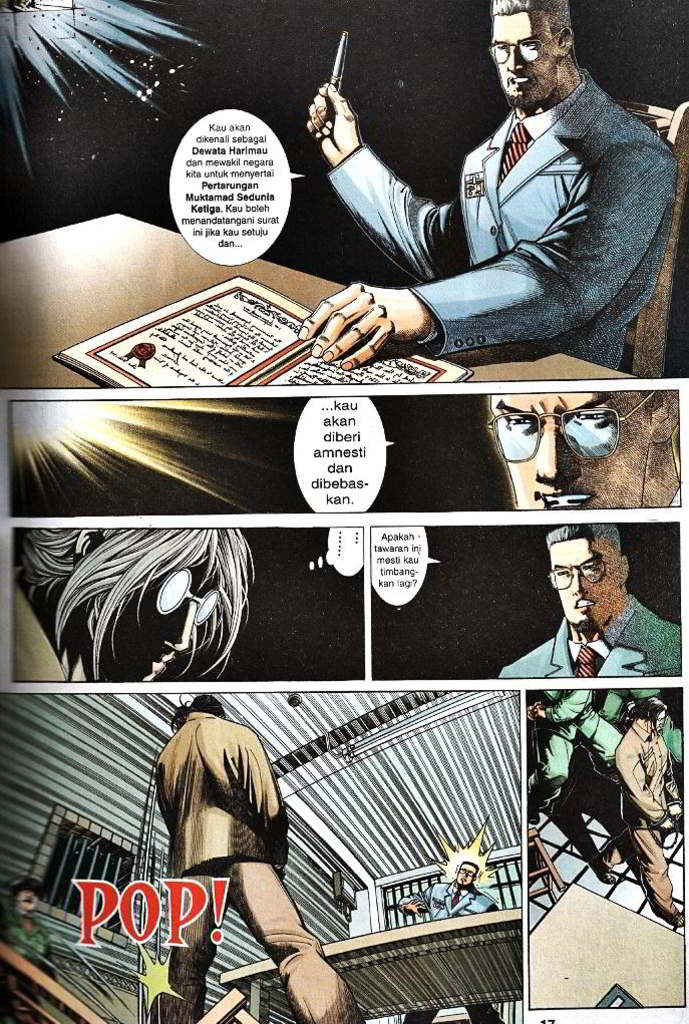 Kau akan
dikenali sebagai
Dewata Harimau
dan mewakil negara
kita untuk menyertai
Pertarungan
Muktamad Sedunia
Ketiga. Kau boleh
menandatangani surat
ini jika kau setuju
dan...
...kau
akan
diberi
amnesti
dan
dibebas-
kan.
......
Apakah
tawaran ini
mesti kau
timbang-
kan lagi?
POP!
17